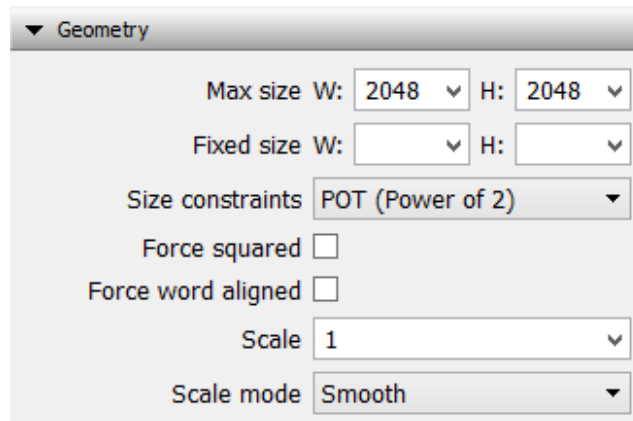 Geometry
Max size W: 2048 H: 2048
Fixed size W: H:
Size constraints POT (Power of 2)
Force squared
Force word aligned
Scale 1
Scale mode Smooth